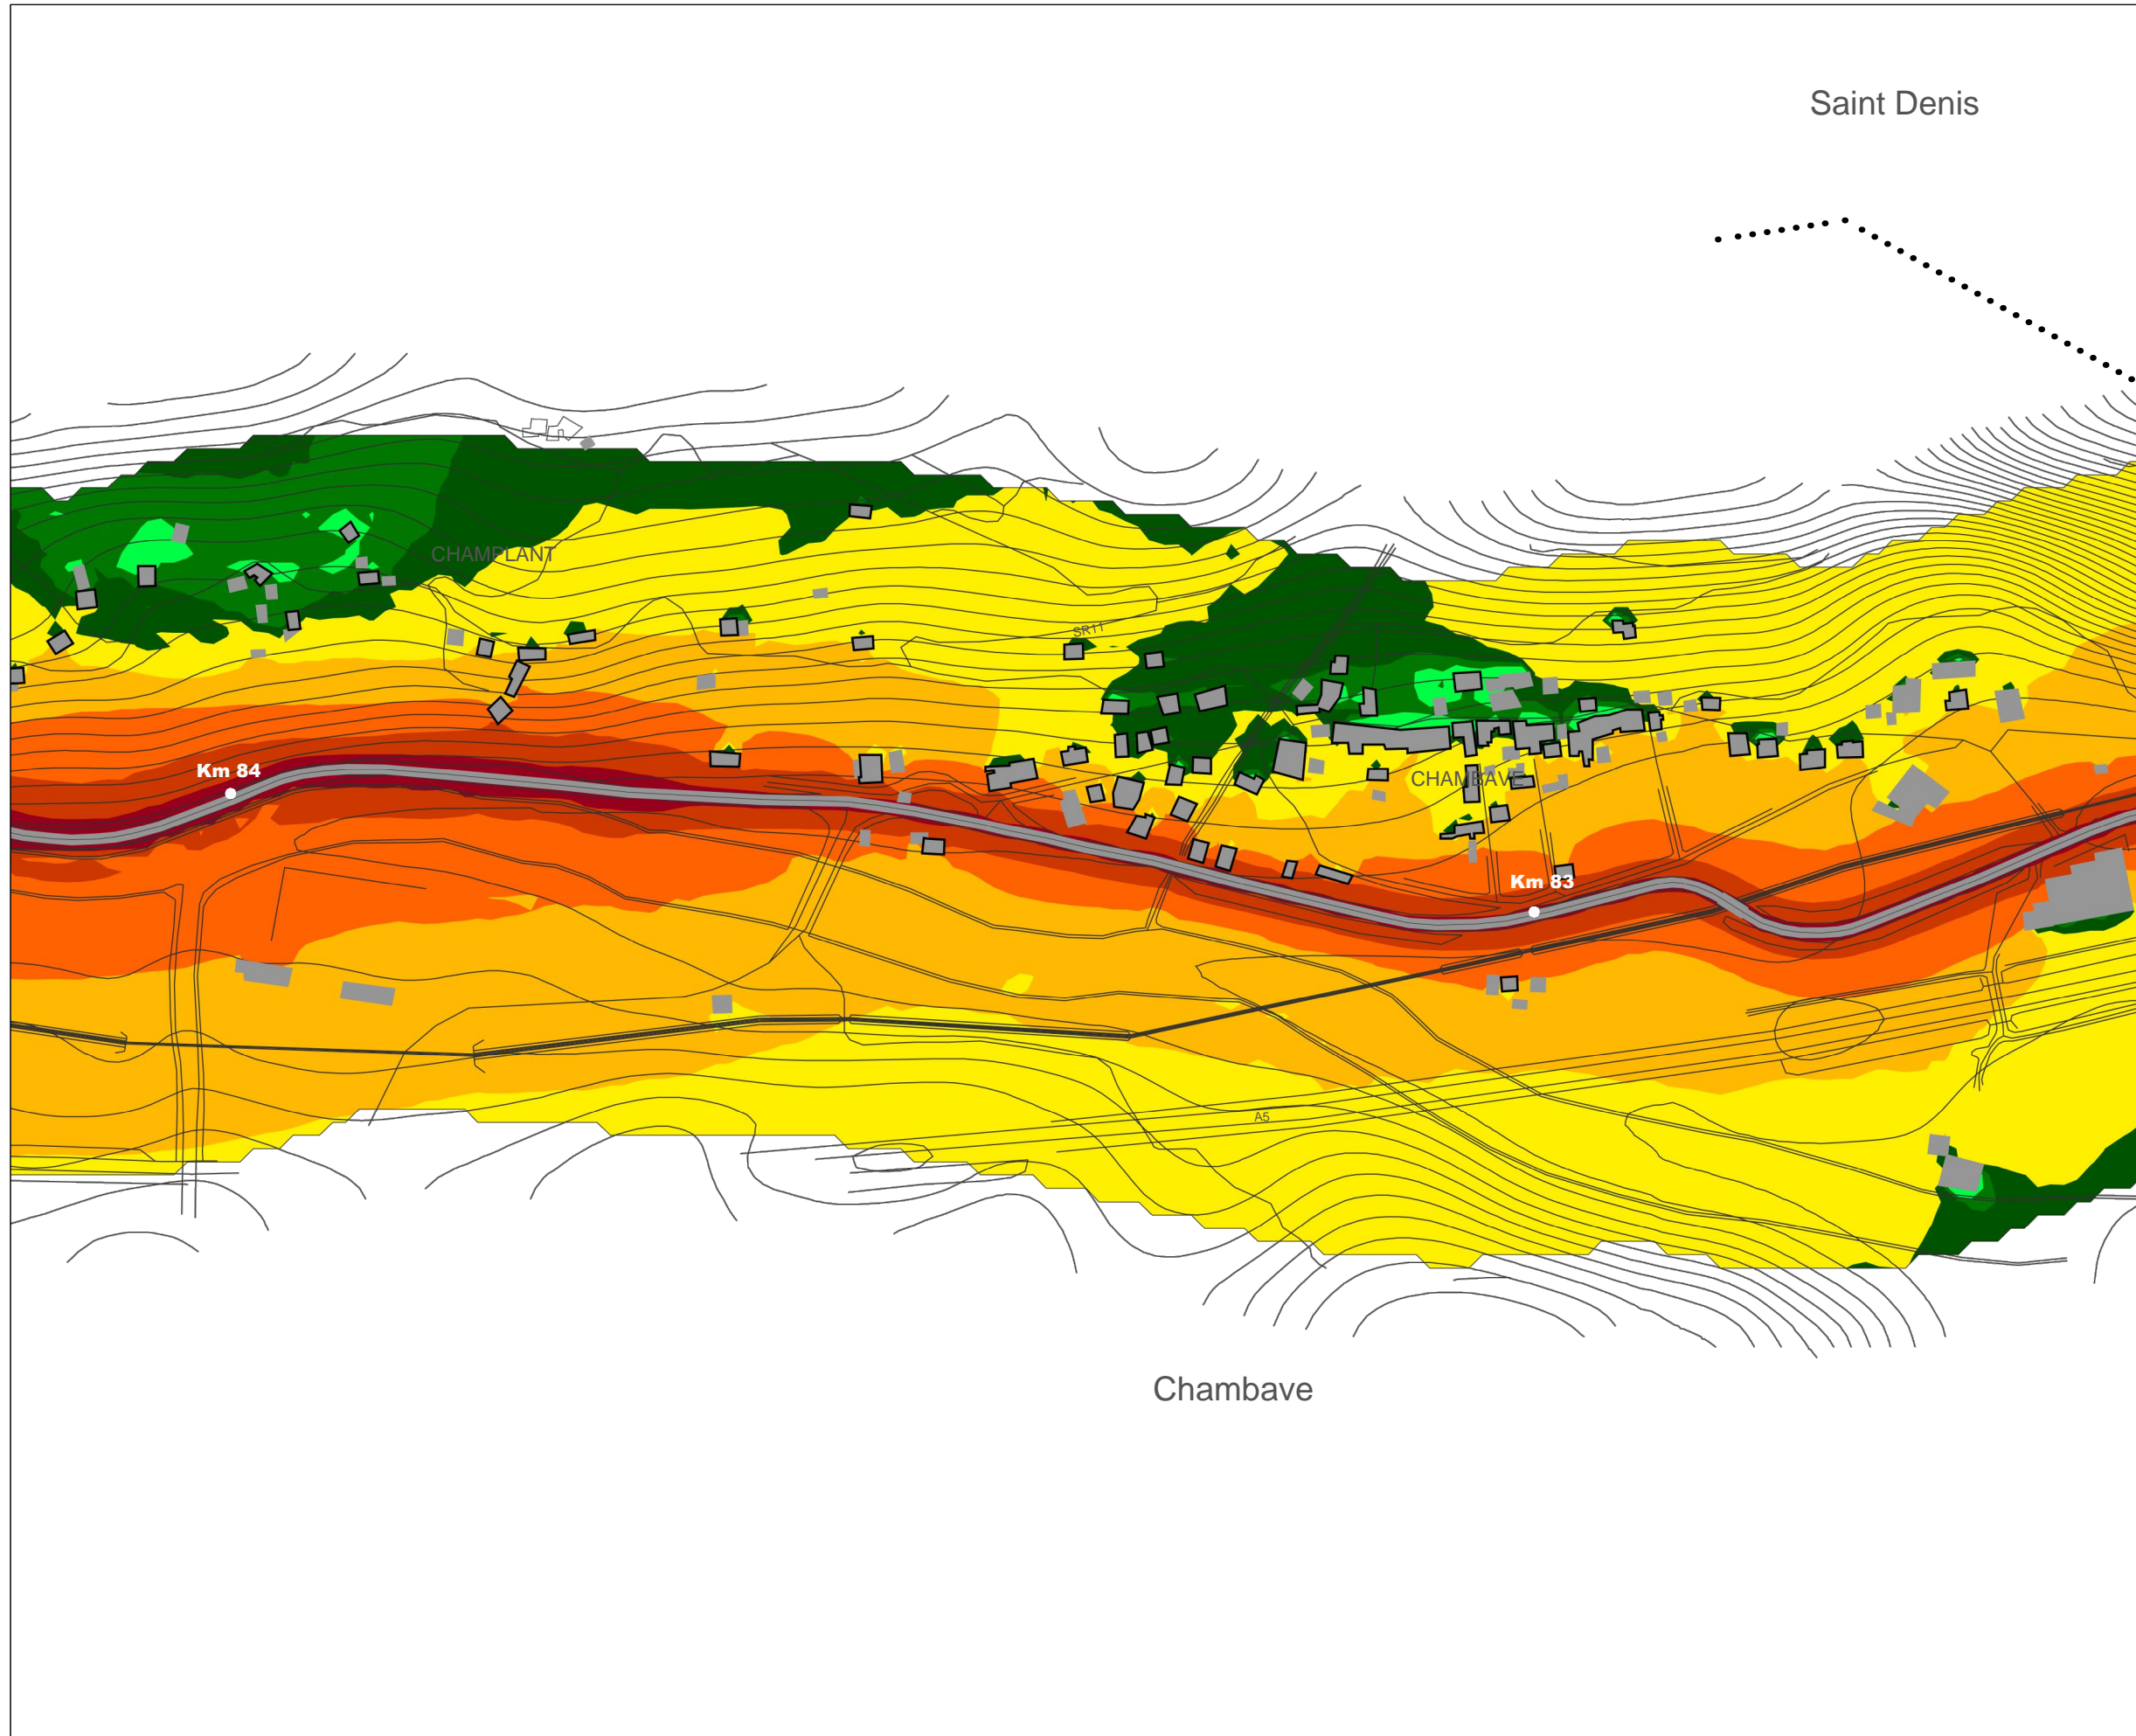 Saint Denis
CHAMPLANT
SR11
Km 84
CHAMBAVE
Km 83
A5
Chambave